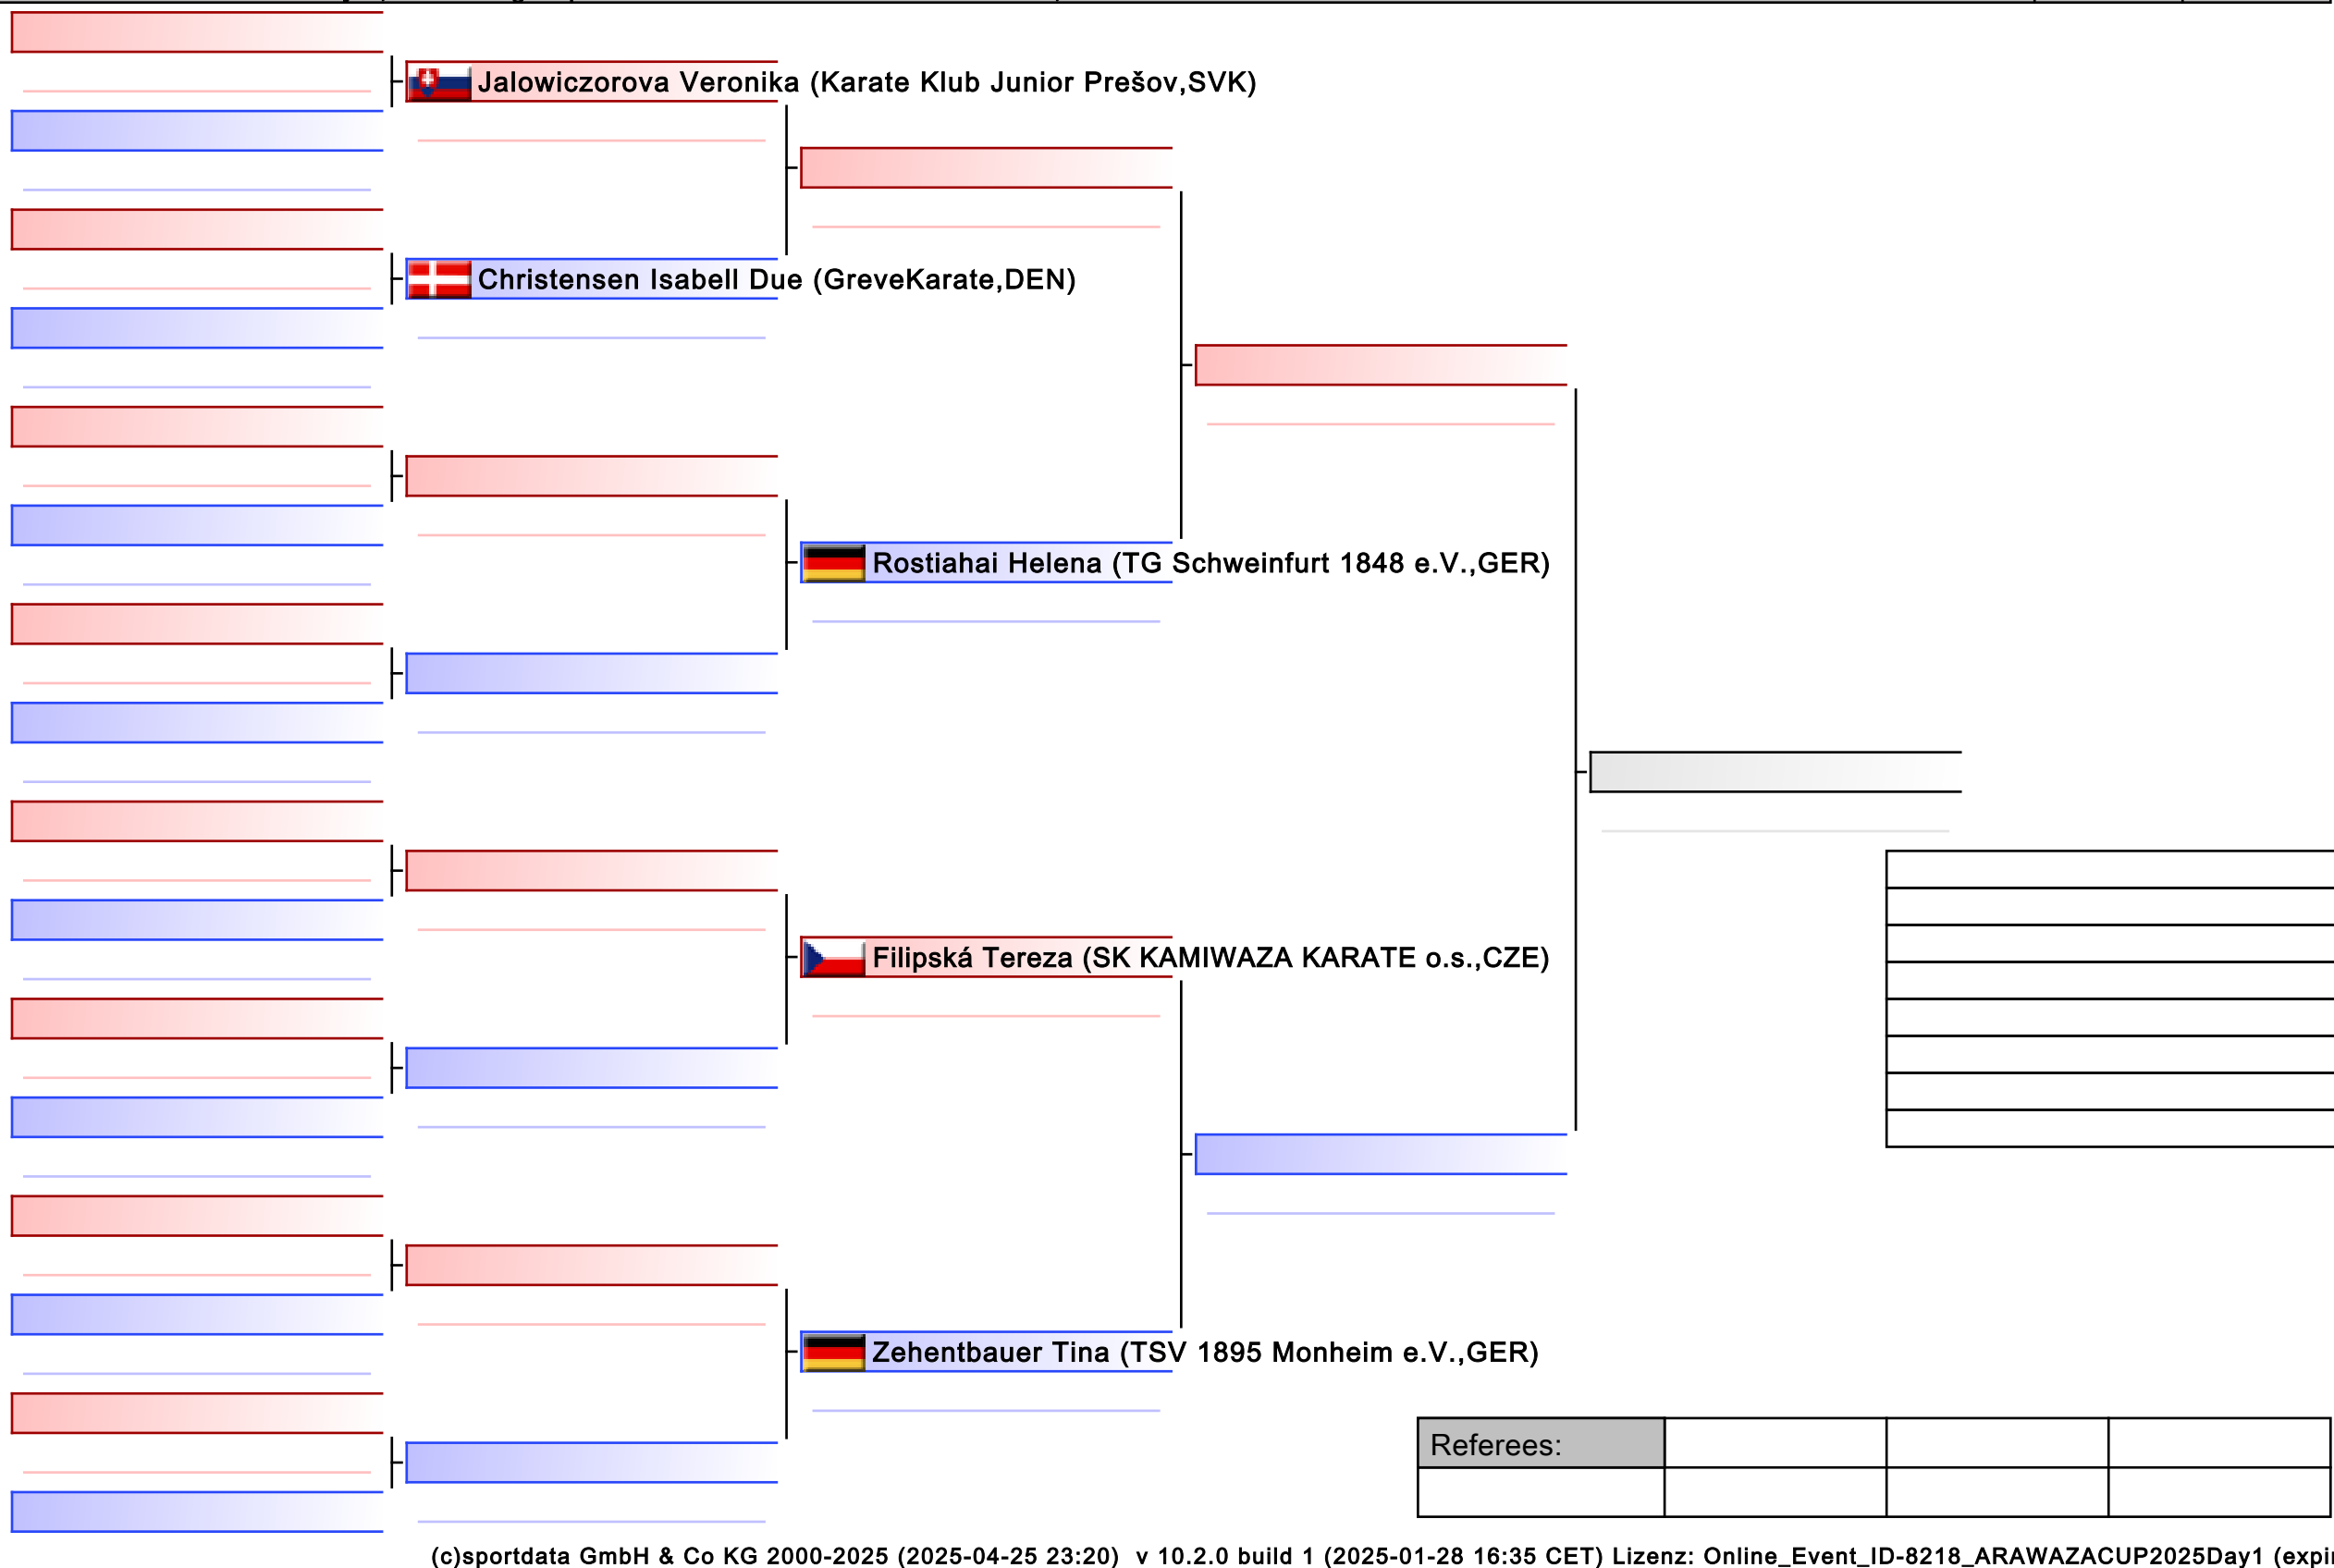 Jalowiczorova Veronika (Karate Klub Junior Prešov,SVK)
Christensen Isabell Due (GreveKarate,DEN)
Rostiahai Helena (TG Schweinfurt 1848 e.V.,GER)
Filipská Tereza (SK KAMIWAZA KARATE o.s.,CZE)
Zehentbauer Tina (TSV 1895 Monheim e.V.,GER)
Referees:
(c)sportdata GmbH & Co KG 2000-2025 (2025-04-25 23:20) v 10.2.0 build 1 (2025-01-28 16:35 CET) Lizenz: Online_Event_ID-8218_ARAWAZACUP2025Day1